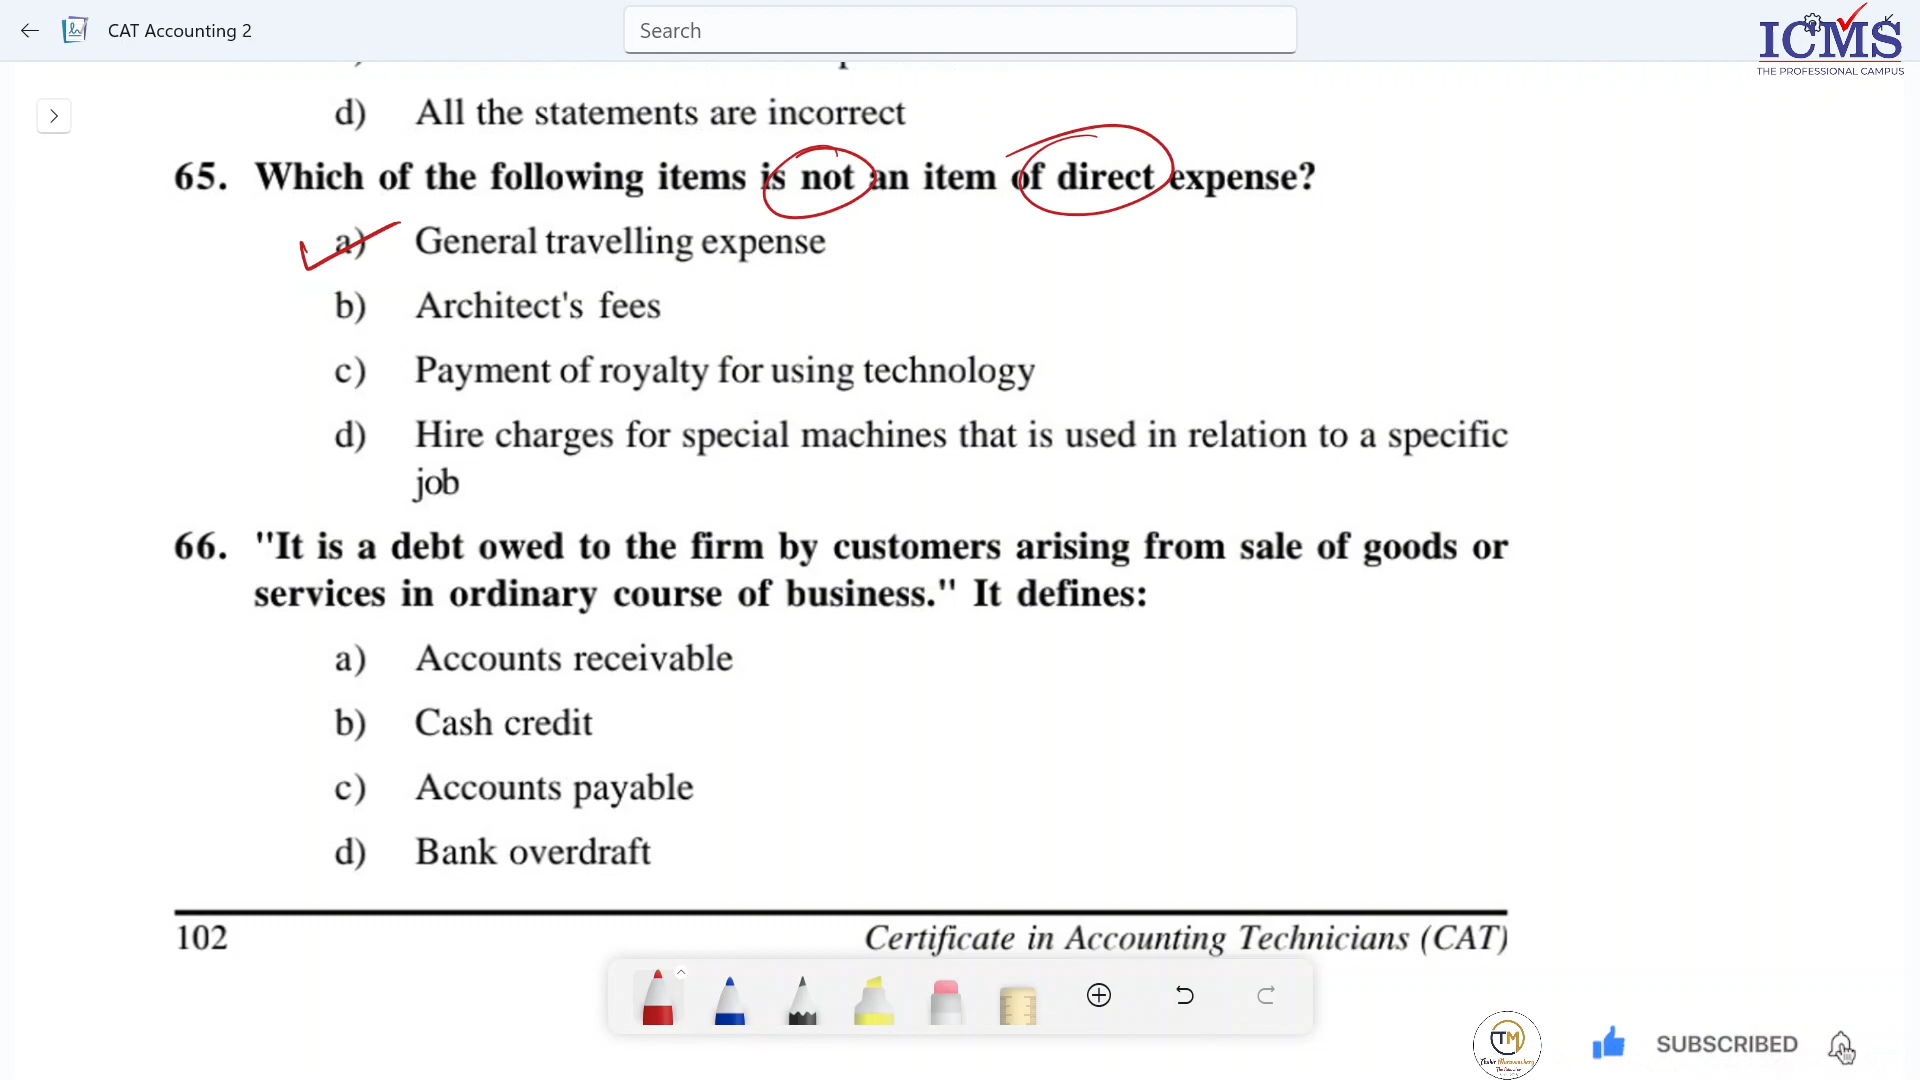 CAT Accounting 2
Search
ICMS
THE PROFESSIONAL CAMPUS
d) All the statements are incorrect
65. Which of the following items is not an item of direct expense?
a) General travelling expense
b) Architect's fees
c) Payment of royalty for using technology
d) Hire charges for special machines that is used in relation to a specific
job
66. "It is a debt owed to the firm by customers arising from sale of goods or
services in ordinary course of business." It defines:
a) Accounts receivable
b) Cash credit
c) Accounts payable
d) Bank overdraft
102 Certificate in Accounting Technicians (CAT)
TM
SUBSCRIBED